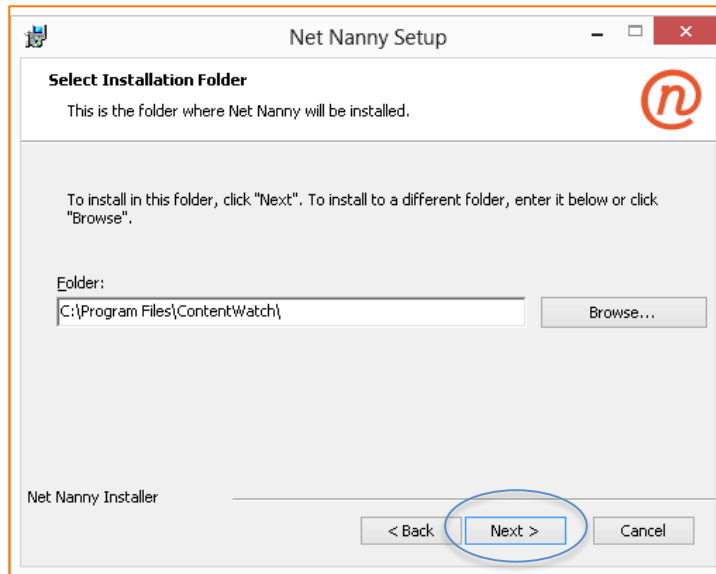 Net Nanny Setup
Select Installation Folder
This is the folder where Net Nanny will be installed.
n
To install in this folder, click "Next". To install to a different folder, enter it below or click
"Browse".
Folder:
C:\Program Files\ContentWatch\
Browse...
Net Nanny Installer
< Back
Next >
Cancel